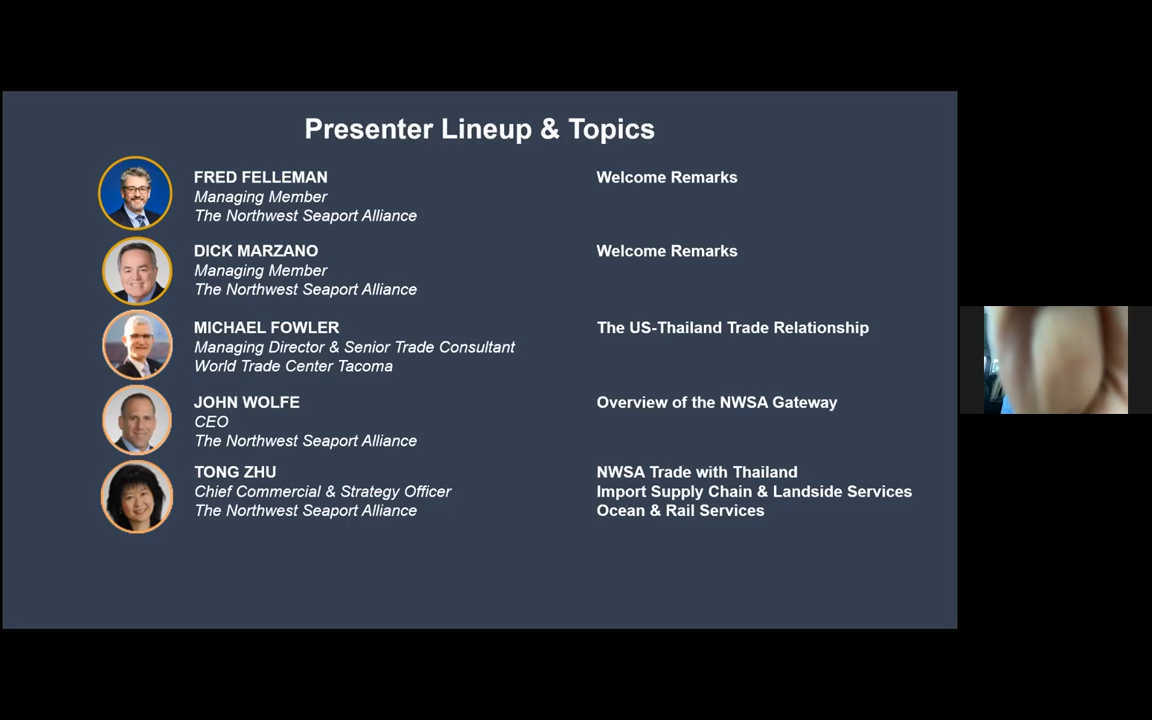 Presenter Lineup & Topics
FRED FELLEMAN
Managing Member
The Northwest Seaport Alliance
Welcome Remarks
DICK MARZANO
Managing Member
The Northwest Seaport Alliance
Welcome Remarks
MICHAEL FOWLER
Managing Director & Senior Trade Consultant
World Trade Center Tacoma
The US-Thailand Trade Relationship
JOHN WOLFE
CEO
The Northwest Seaport Alliance
Overview of the NWSA Gateway
TONG ZHU
Chief Commercial & Strategy Officer
The Northwest Seaport Alliance
NWSA Trade with Thailand
Import Supply Chain & Landside Services
Ocean & Rail Services